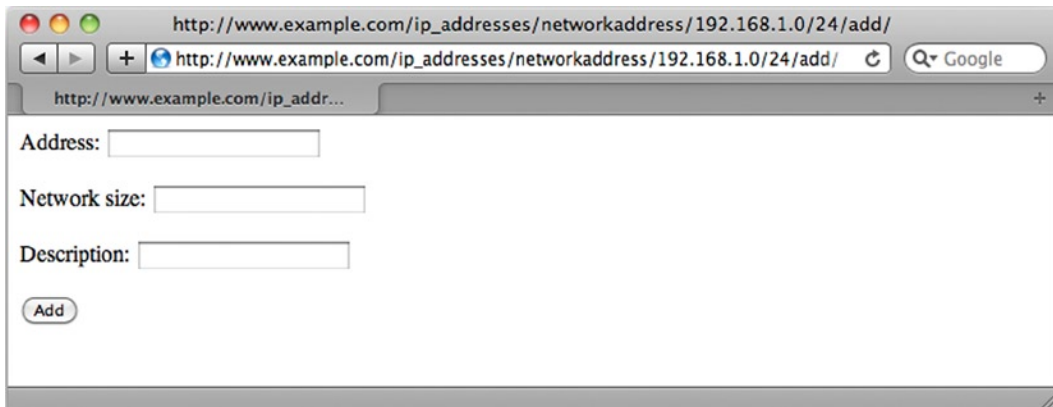 http://www.example.com/ip_addresses/networkaddress/192.168.1.0/24/add/
http://www.example.com/ip_addresses/networkaddress/192.168.1.0/24/add/
Google
http://www.example.com/ip_addr...
Address:
Network size:
Description:
Add